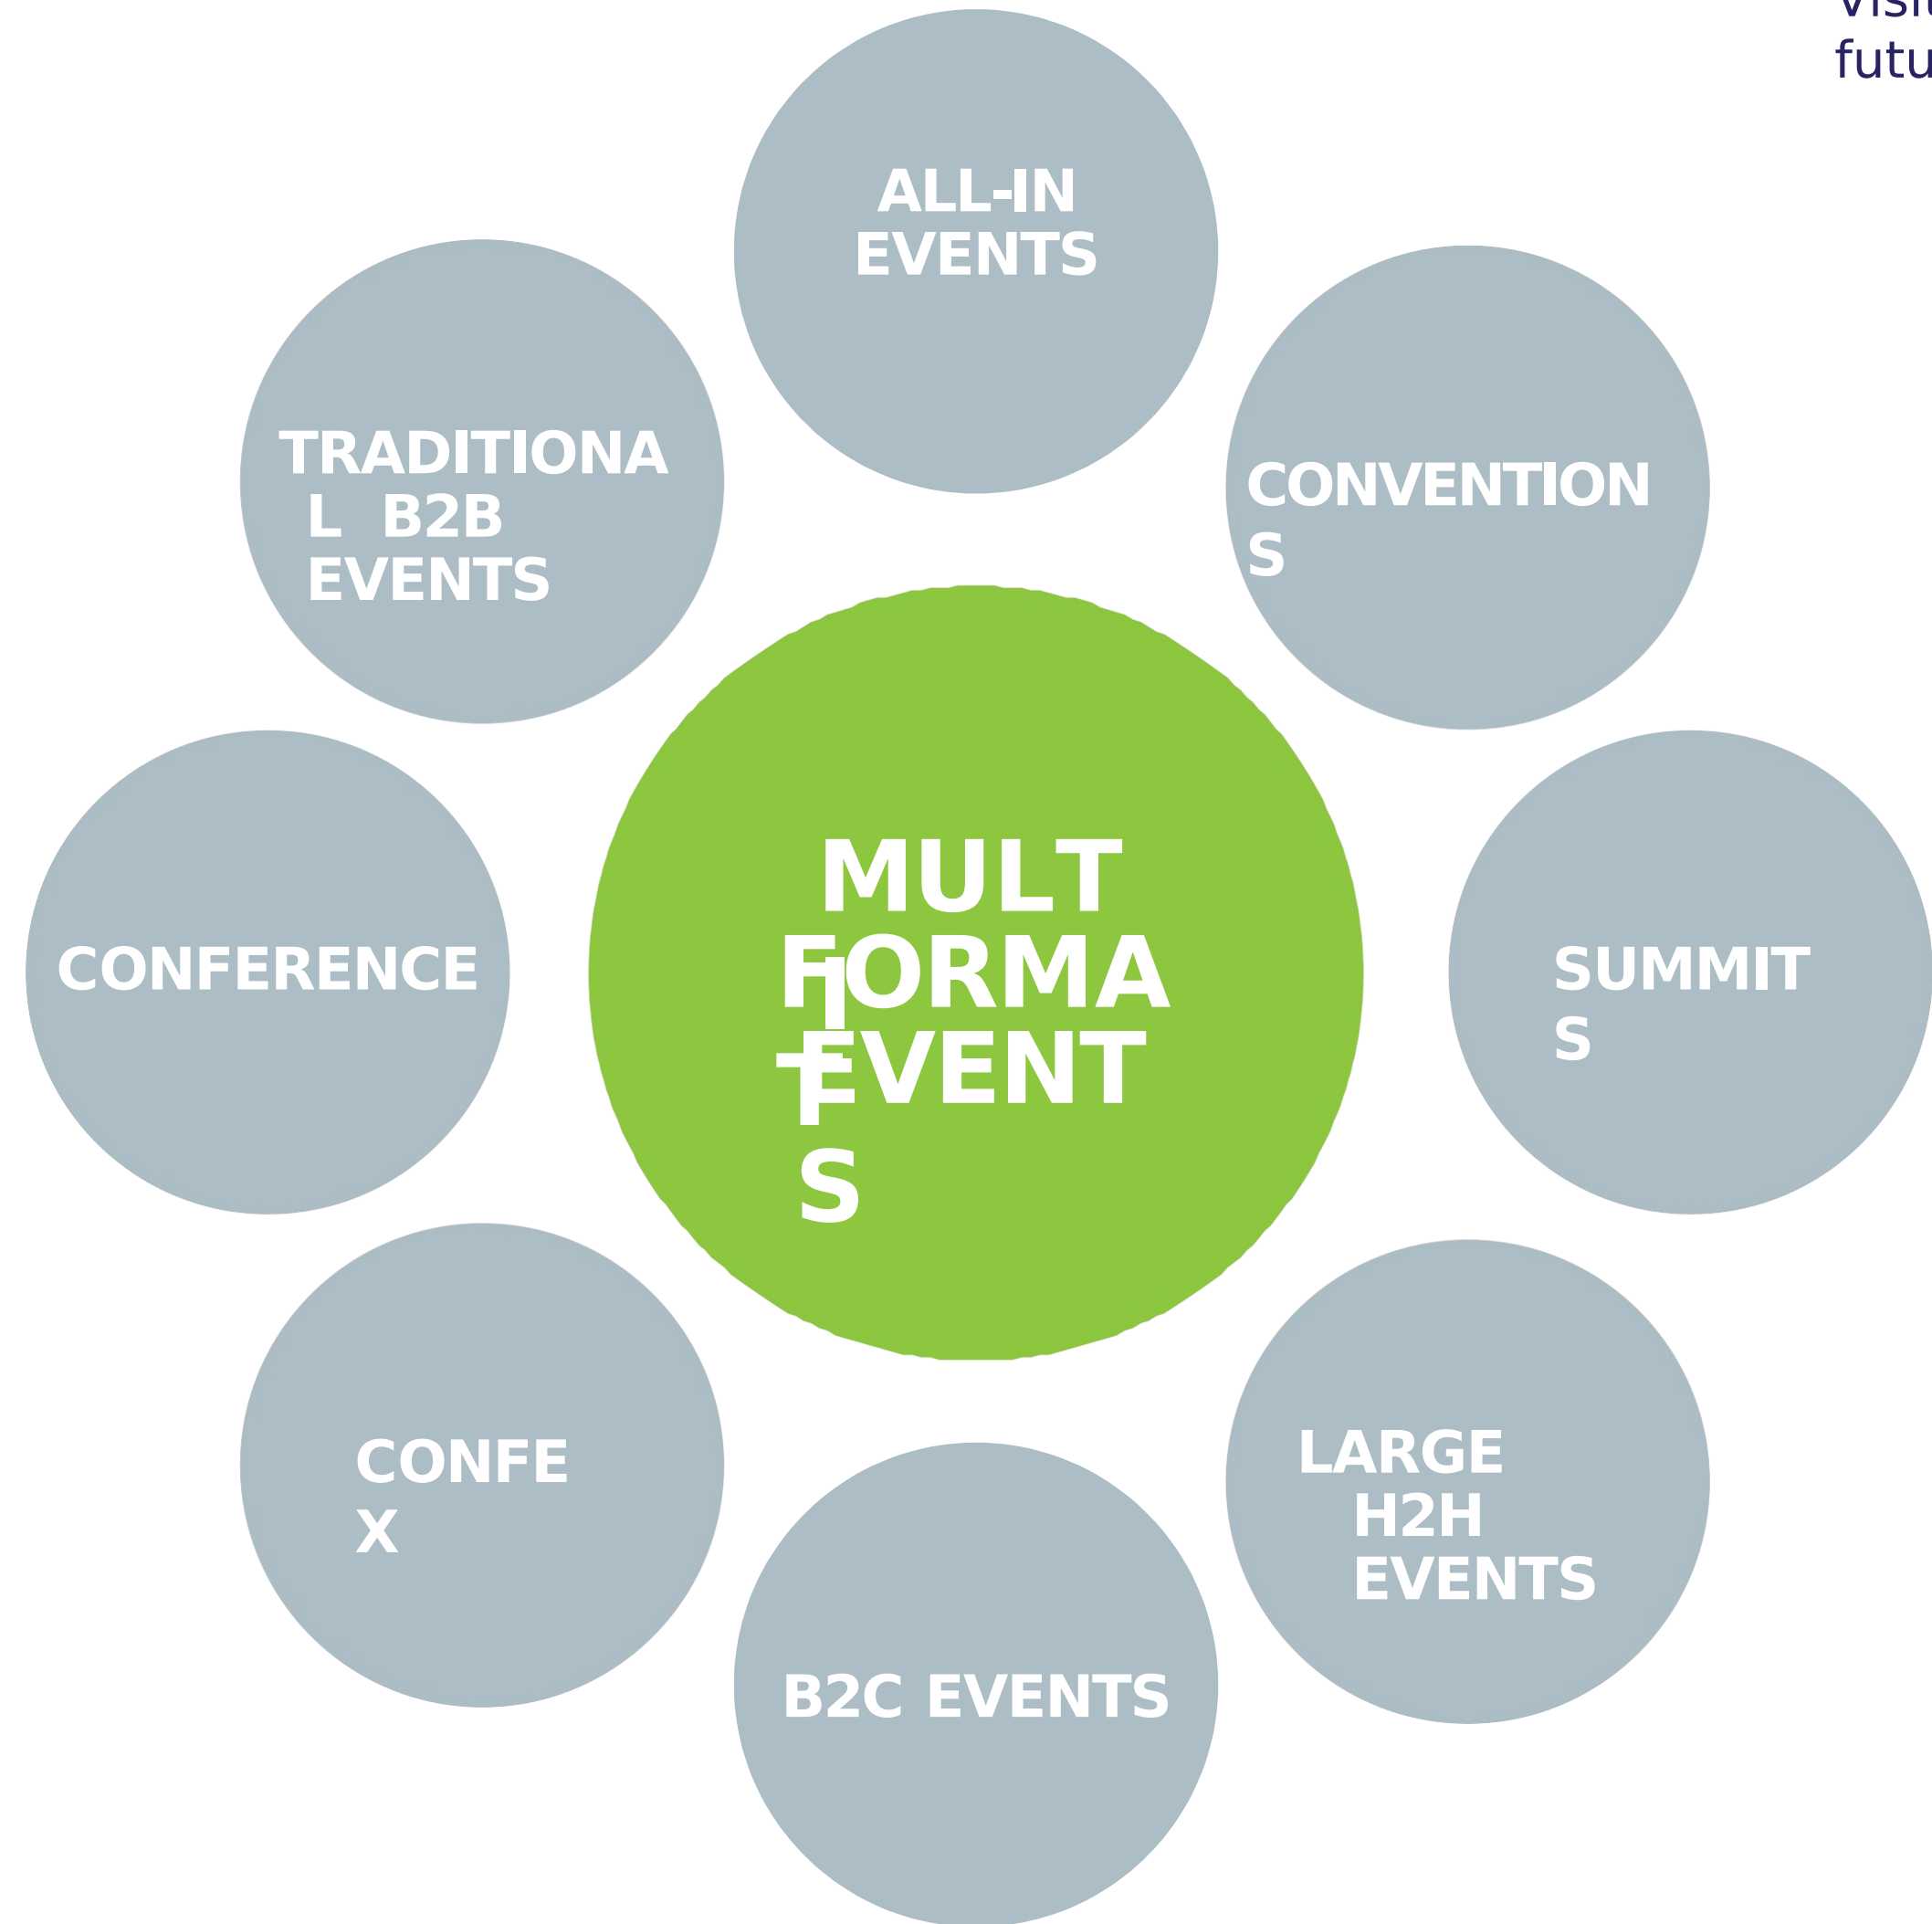 futu
ALL-IN
EVENTS
TRADITIONA
L B2B
EVENTS
CONVENTION
S
MULT
I
FORMA
T
EVENT
S
CONFERENCE
SUMMIT
S
CONFE
X
LARGE
H2H
EVENTS
B2C EVENTS